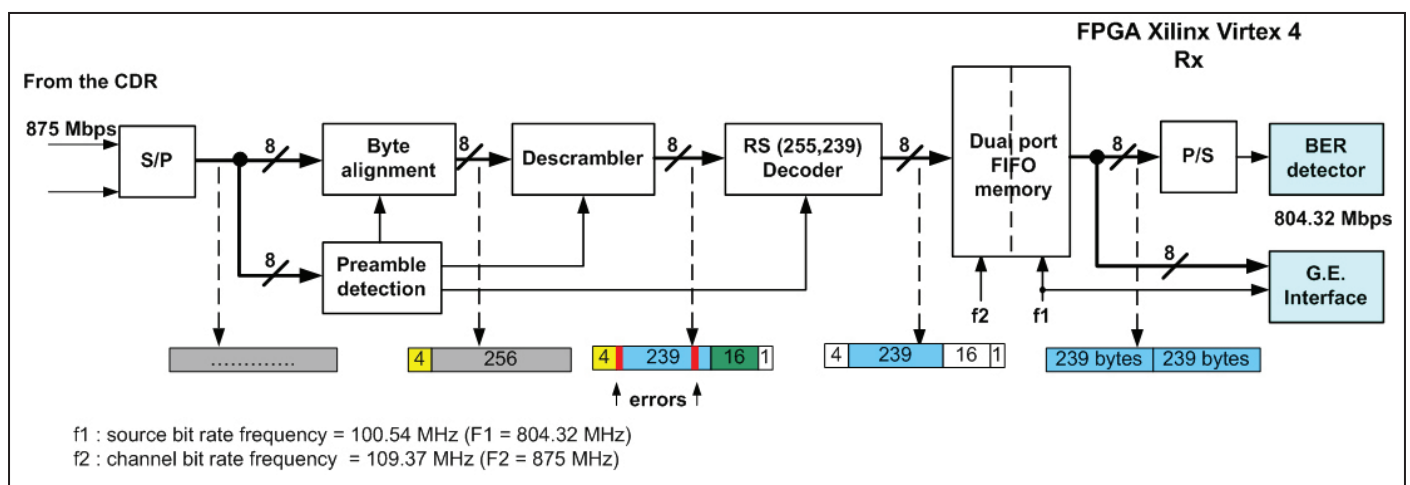 FPGA Xilinx Virtex 4
Rx
From the CDR
875 Mbps
S/P
8
Byte
alignment
8
Descrambler
8
RS (255,239)
Decoder
8
Dual port
FIFO
memory
8
P/S
BER
detector
804.32 Mbps
8
Preamble
detection
8
G.E.
Interface
f2
f1
.............
4
256
4
239
16
1
4
239
16
1
239 bytes
239 bytes
errors
f1 : source bit rate frequency = 100.54 MHz (F1 = 804.32 MHz)
f2 : channel bit rate frequency = 109.37 MHz (F2 = 875 MHz)